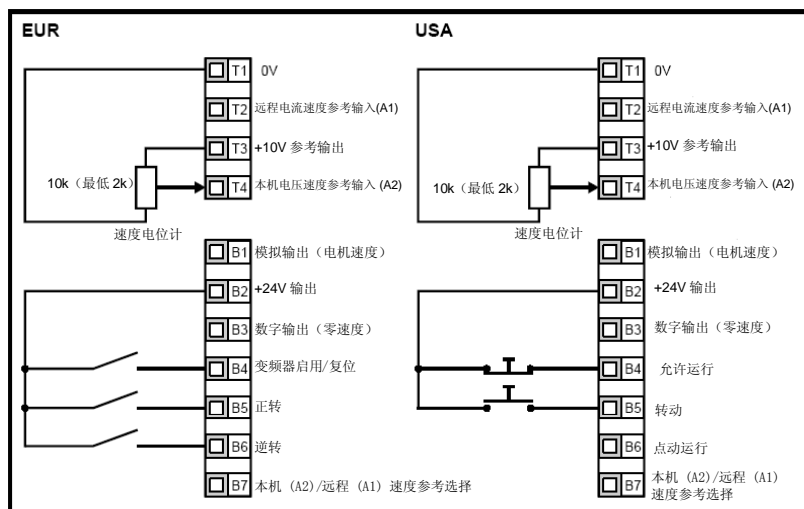 EUR
T1 0V
T2 远程电流速度参考输入(A1)
T3 +10V 参考输出
10k（最低 2k）
T4 本机电压速度参考输入 (A2)
速度电位计
B1 模拟输出（电机速度）
B2 +24V 输出
B3 数字输出（零速度）
B4 变频器启用/复位
B5 正转
B6 逆转
B7 本机 (A2)/远程 (A1) 速度参考选择
USA
T1 0V
T2 远程电流速度参考输入(A1)
T3 +10V 参考输出
10k（最低 2k）
T4 本机电压速度参考输入 (A2)
速度电位计
B1 模拟输出（电机速度）
B2 +24V 输出
B3 数字输出（零速度）
B4 允许运行
B5 转动
B6 点动运行
B7 本机 (A2)/远程 (A1)
速度参考选择